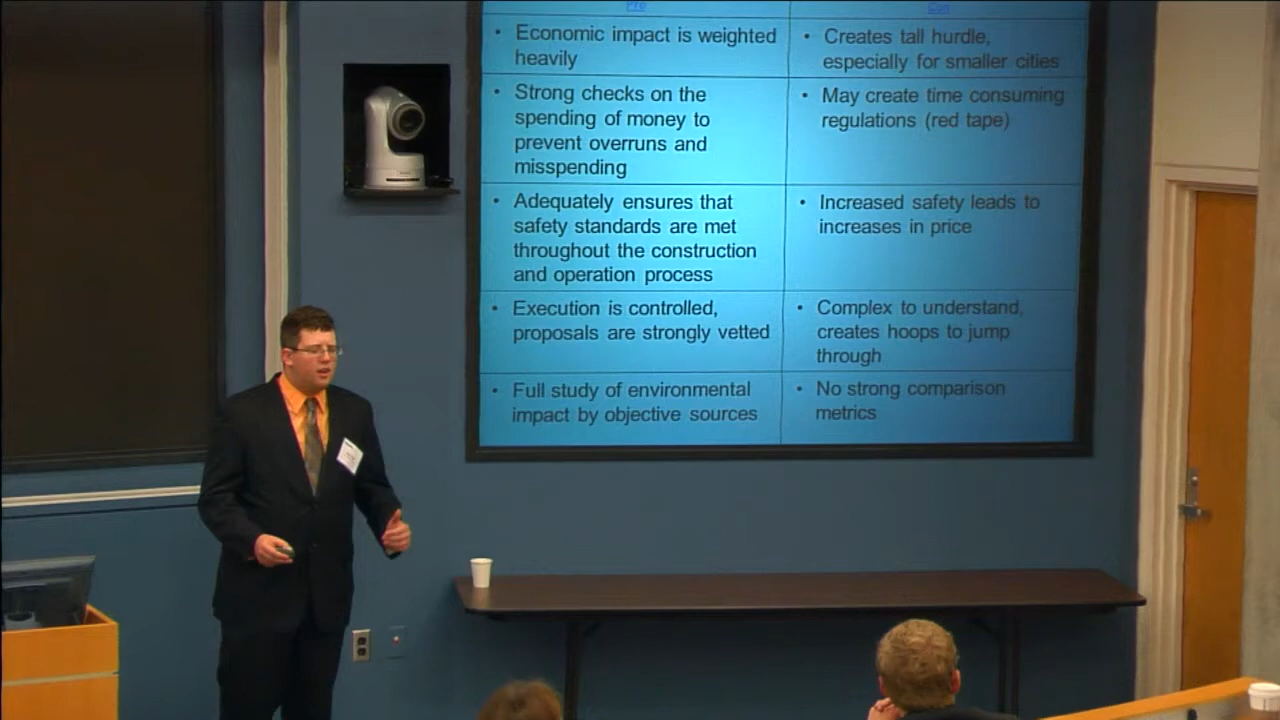 Pro
Con
• Economic impact is weighted
heavily
• Creates tall hurdle,
especially for smaller cities
• Strong checks on the
spending of money to
prevent overruns and
misspending
• May create time consuming
regulations (red tape)
• Adequately ensures that
safety standards are met
throughout the construction
and operation process
• Increased safety leads to
increases in price
• Execution is controlled,
proposals are strongly vetted
• Complex to understand,
creates hoops to jump
through
• Full study of environmental
impact by objective sources
• No strong comparison
metrics